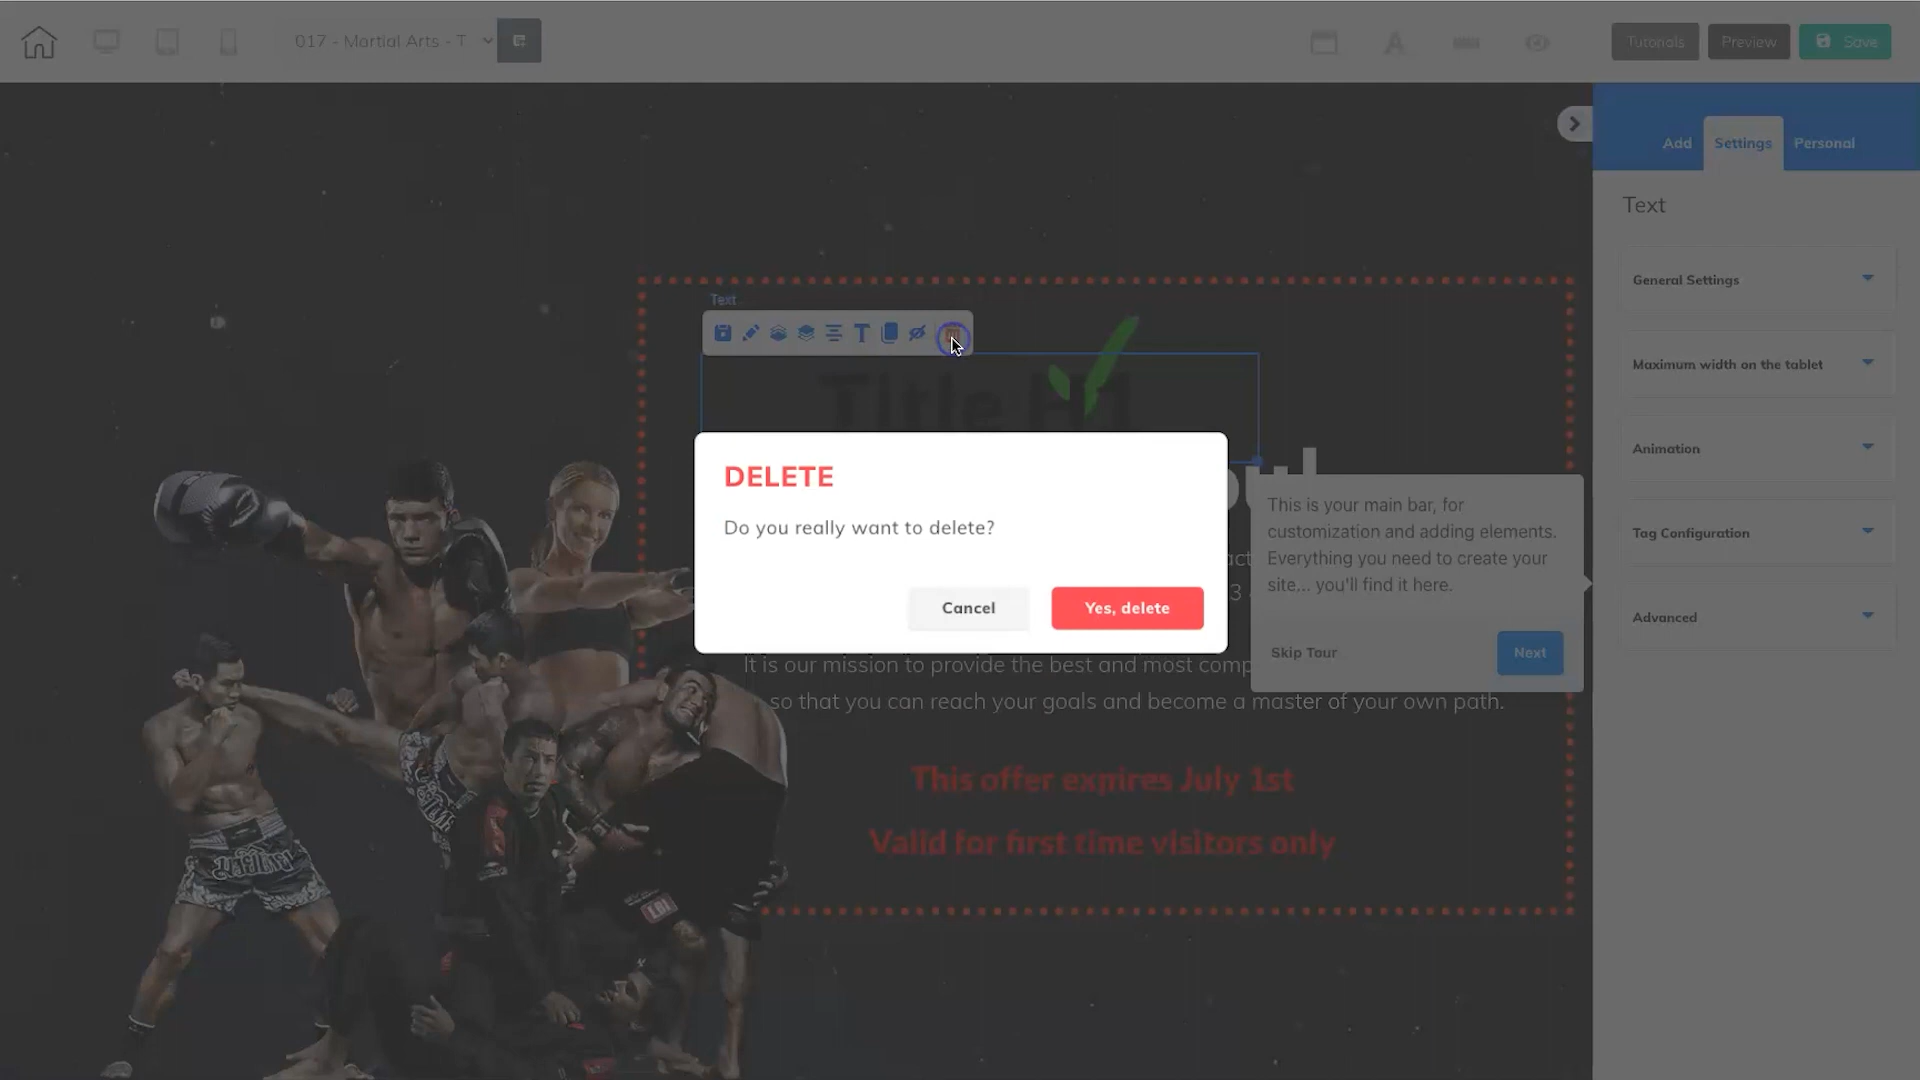 017 - Martial Arts - T
Tutorials
Preview
Save
Add
Settings
Personal
Text
General Settings
Maximum width on the tablet
Animation
Tag Configuration
Advanced
Text
Title H1
DELETE
Do you really want to delete?
Cancel
Yes, delete
This is your main bar, for
customization and adding elements.
Everything you need to create your
site... you'll find it here.
Skip Tour
Next
It is our mission to provide the best and most
so that you can reach your goals and become a master of your own path.
This offer expires July 1st
Valid for first time visitors only